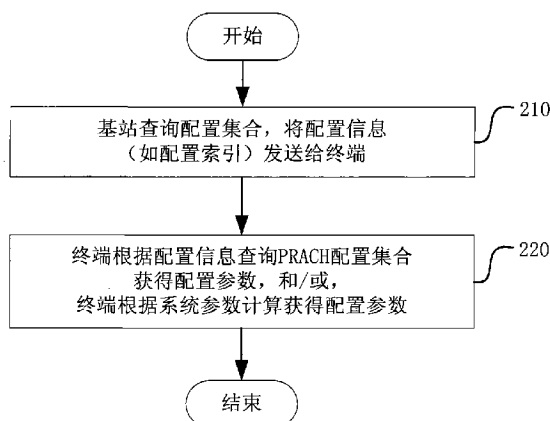 开始
基站查询配置集合，将配置信息
（如配置索引）发送给终端
210
终端根据配置信息查询PRACH配置集合
获得配置参数，和/或，
终端根据系统参数计算获得配置参数
220
结束